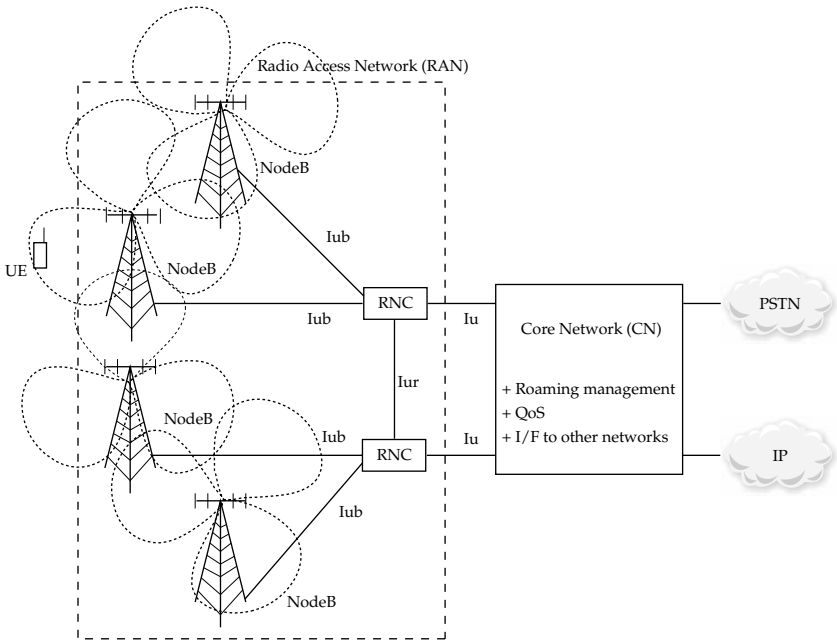 Radio Access Network (RAN)
NodeB
Iub
UE
NodeB
RNC
Iub
Iu
Core Network (CN)
PSTN
Iur
+ Roaming management
+ QoS
+ I/F to other networks
NodeB
Iub
RNC
Iu
IP
Iub
NodeB